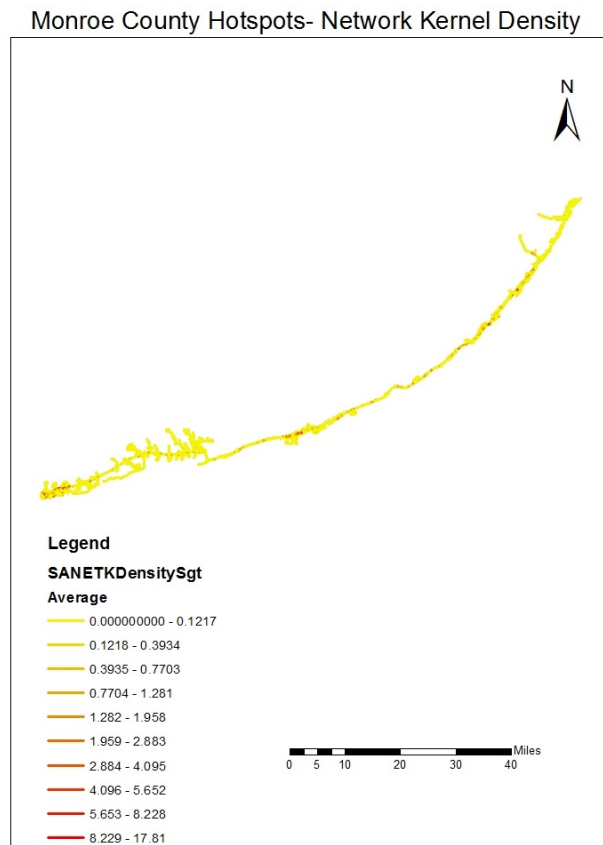 Monroe County Hotspots- Network Kernel Density
N
Legend
SANETKDensitySgt
Average
0.000000000 - 0.1217
0.1218 - 0.3934
0.3935 - 0.7703
0.7704 - 1.281
1.282 - 1.958
1.959 - 2.883
2.884 - 4.095
4.096 - 5.652
5.653 - 8.228
8.229 - 17.81
Miles
0 5 10 20 30 40